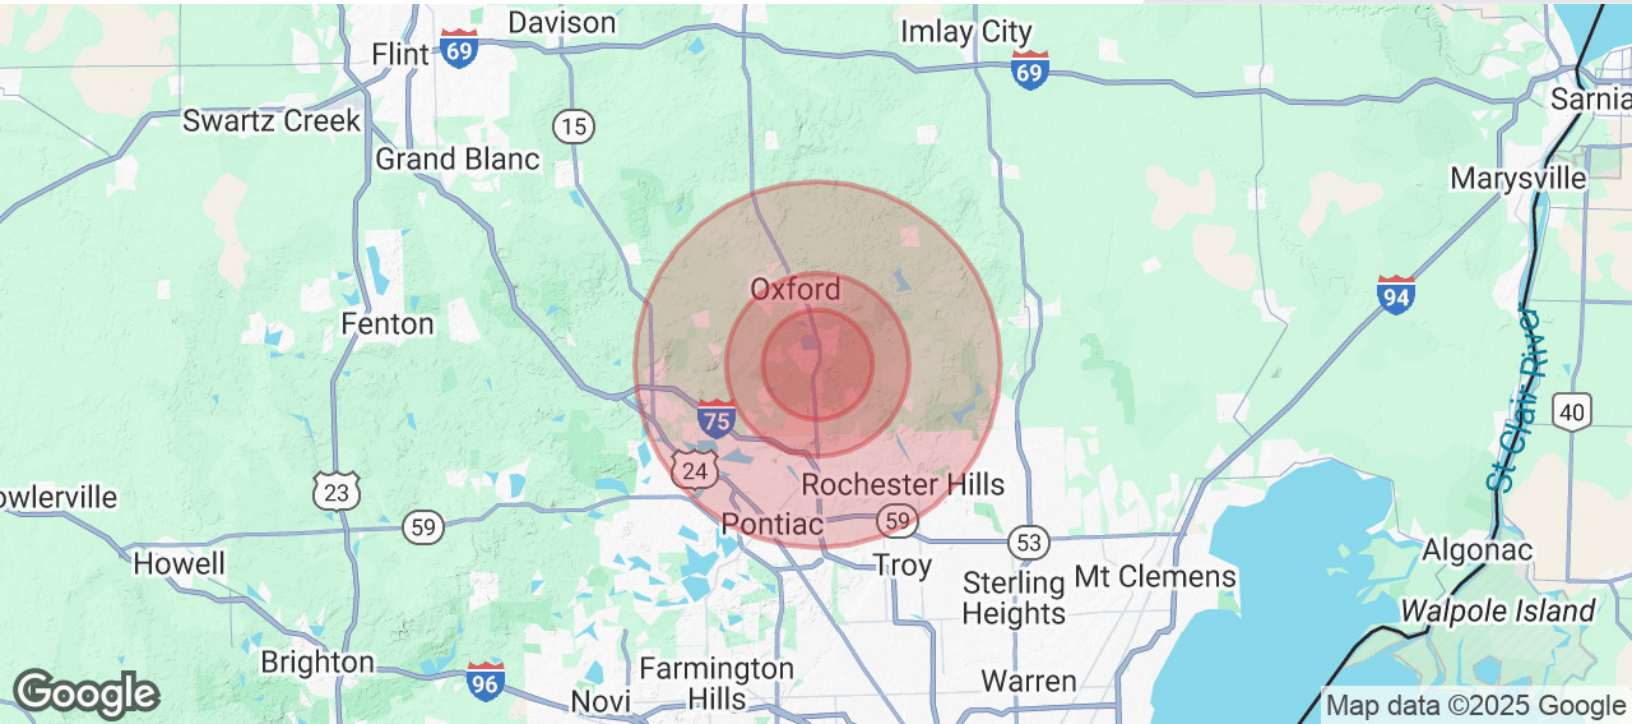 Davison
Imlay City
Flint
69
69
Sarnia
Swartz Creek
15
Grand Blanc
Marysville
Oxford
94
Fenton
St Clair River
75
40
24
23
Rochester Hills
owlerville
59
Pontiac
59
53
Howell
Troy
Algonac
Sterling
Heights
Mt Clemens
Walpole Island
Brighton
96
Farmington
Hills
Warren
Novi
Google
Map data ©2025 Google